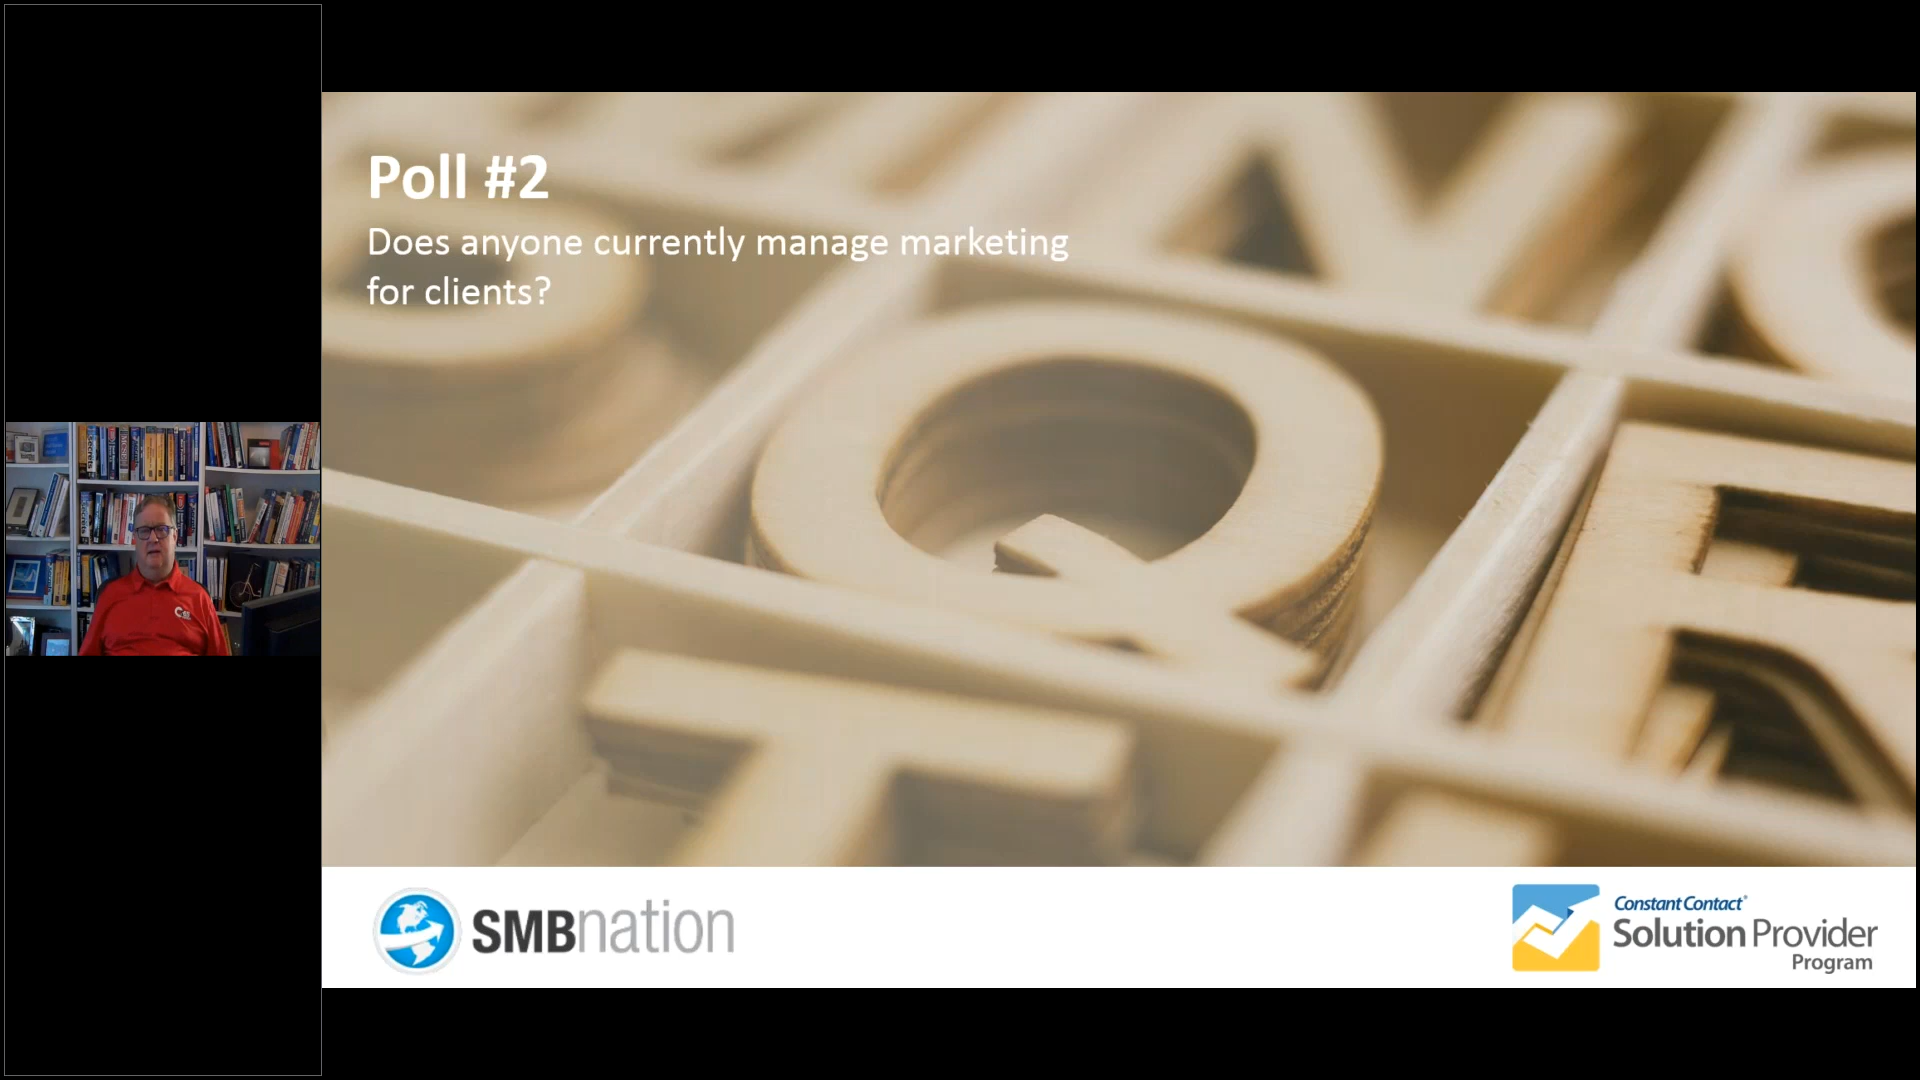 Poll #2
Does anyone currently manage marketing
for clients?
SMBnation
Constant Contact®
Solution Provider
Program